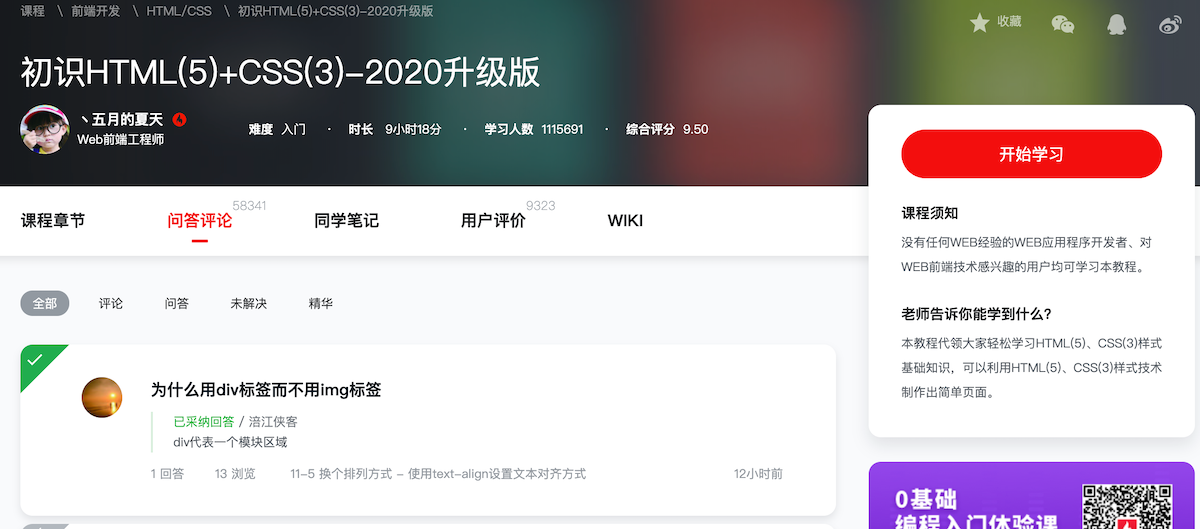 课程 \ 前端开发 \ HTML/CSS \ 初识HTML(5)+CSS(3)-2020升级版
收藏
初识HTML(5)+CSS(3)-2020升级版
丶五月的夏天
Web前端工程师
难度 入门 · 时长 9小时18分 · 学习人数 1115691 · 综合评分 9.50
课程章节 问答评论 58341 同学笔记 用户评价 9323 WIKI
全部 评论 问答 未解决 精华
为什么用div标签而不用img标签
已采纳回答 / 涪江侠客
div代表一个模块区域
1 回答 13 浏览 11-5 换个排列方式 - 使用text-align设置文本对齐方式 12小时前
开始学习
课程须知
没有任何WEB经验的WEB应用程序开发者、对
WEB前端技术感兴趣的用户均可学习本教程。
老师告诉你能学到什么?
本教程代领大家轻松学习HTML(5)、CSS(3)样式
基础知识，可以利用HTML(5)、CSS(3)样式技术
制作出简单页面。
0基础
编程入门体验课